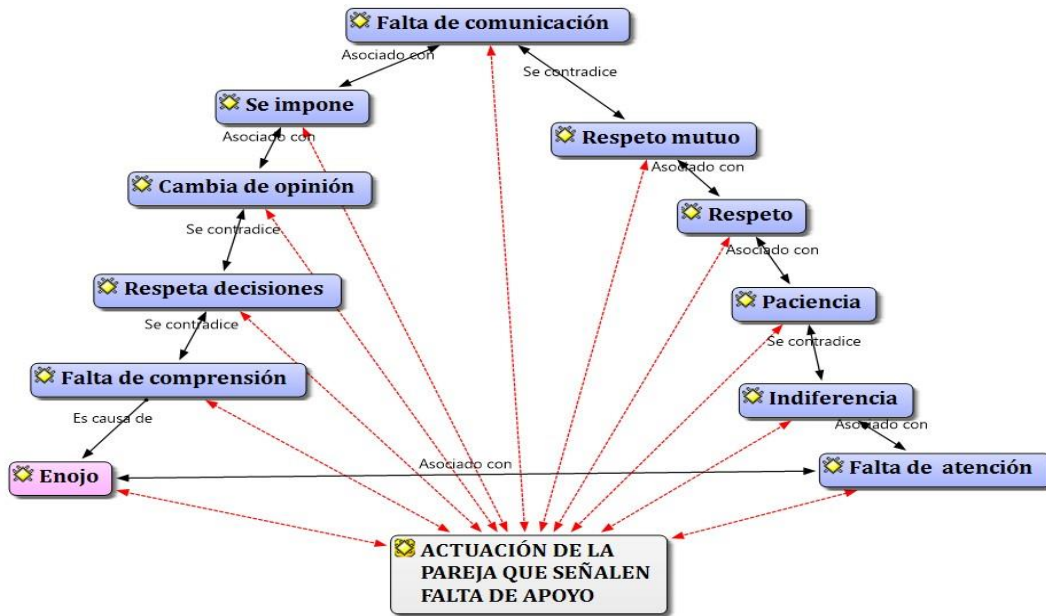 Falta de comunicación
Asociado con
Se contradice
Se impone
Asociado con
Respeto mutuo
Asociado con
Cambia de opinión
Respeto
Se contradice
Asociado con
Respeta decisiones
Paciencia
Se contradice
Se contradice
Falta de comprensión
Indiferencia
Es causa de
Asociado con
Enojo
Asociado con
Falta de atención
ACTUACIÓN DE LA
PAREJA QUE SEÑALEN
FALTA DE APOYO